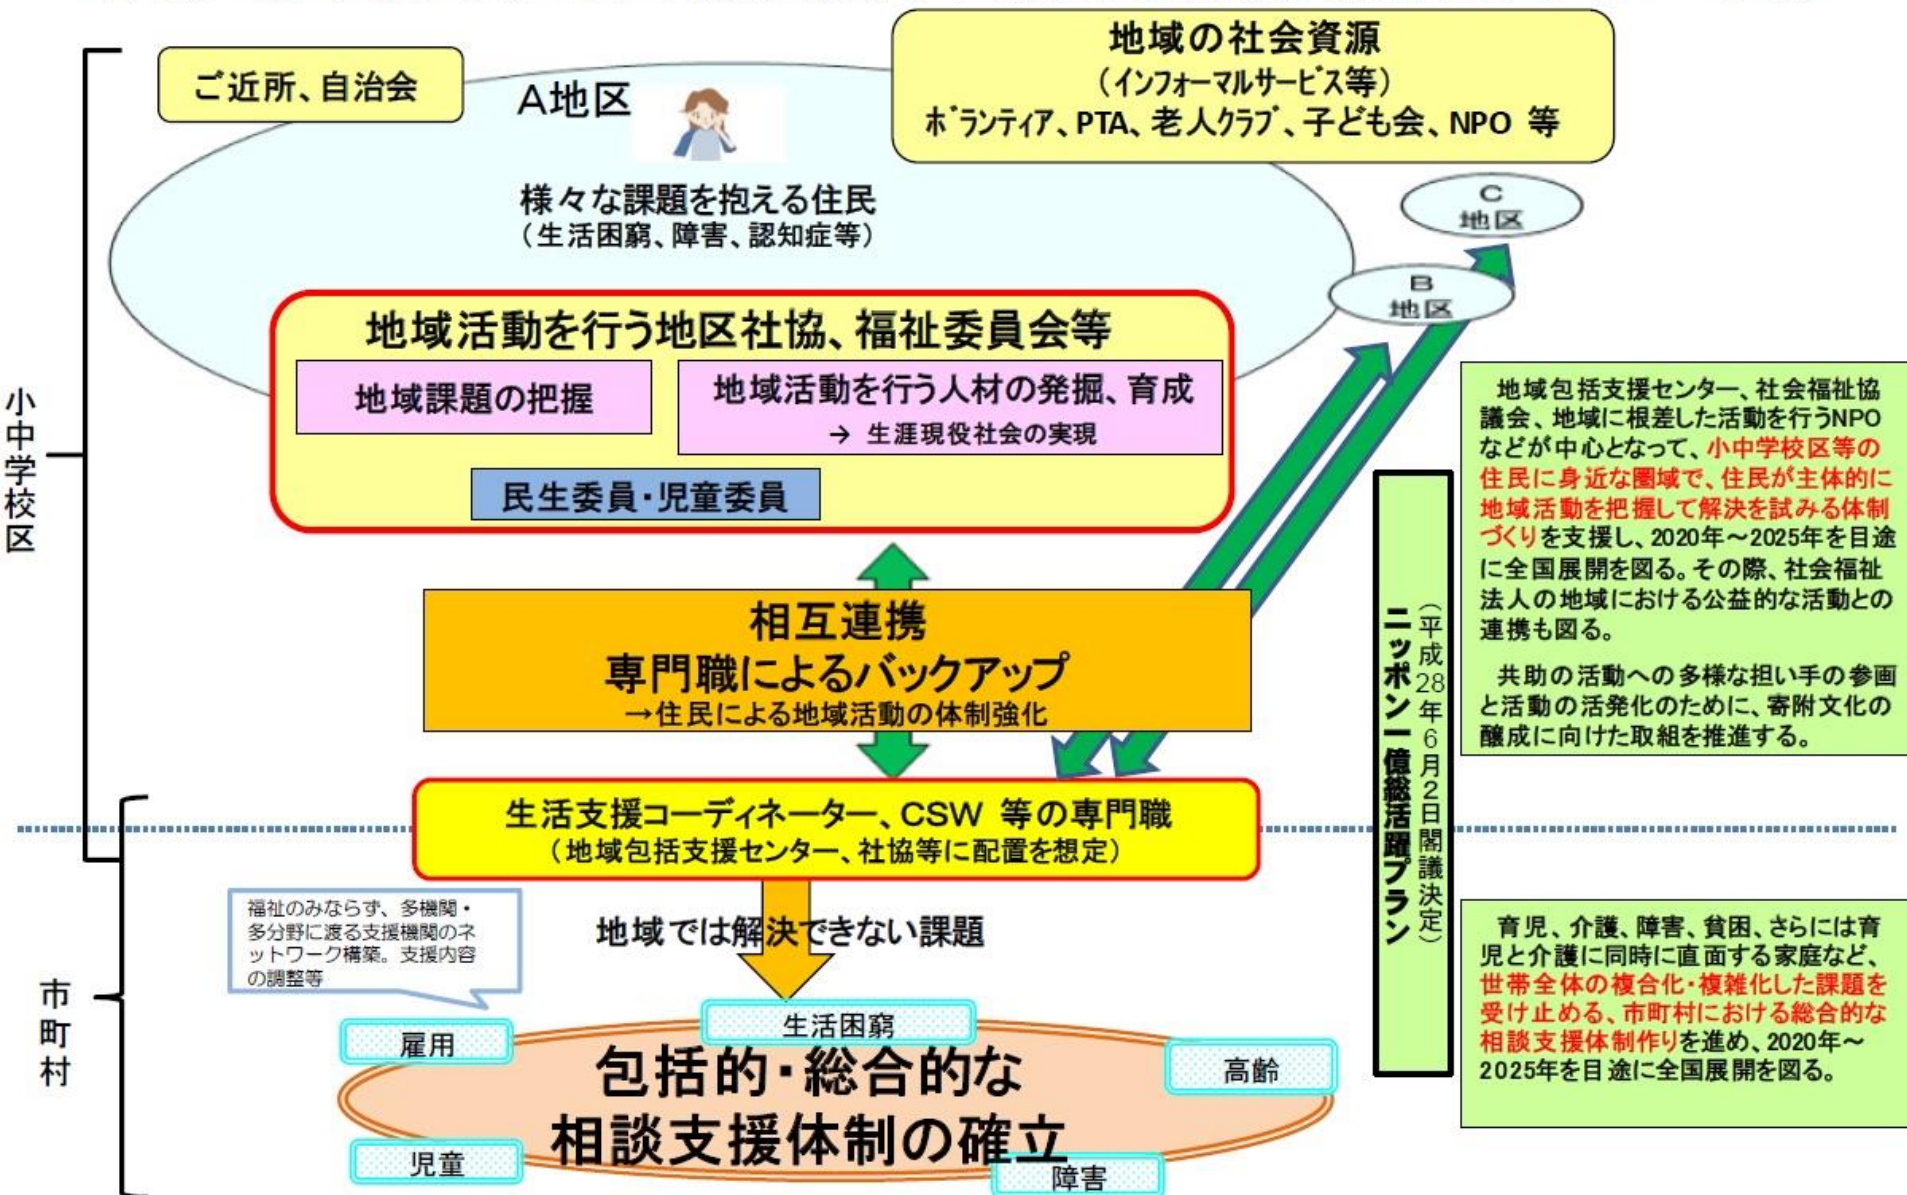 ご近所、自治会
A地区
地域の社会資源
（インフォーマルサービス等）
ボランティア、PTA、老人クラブ、子ども会、NPO 等
様々な課題を抱える住民
（生活困窮、障害、認知症等）
C
地区
B
地区
小中学校区
地域活動を行う地区社協、福祉委員会等
地域課題の把握
地域活動を行う人材の発掘、育成
→ 生涯現役社会の実現
民生委員・児童委員
相互連携
専門職によるバックアップ
→住民による地域活動の体制強化
生活支援コーディネーター、CSW 等の専門職
（地域包括支援センター、社協等に配置を想定）
ニッポン一億総活躍プラン
（平成28年6月2日閣議決定）
地域包括支援センター、社会福祉協
議会、地域に根差した活動を行うNPO
などが中心となって、小中学校区等の
住民に身近な圏域で、住民が主体的に
地域活動を把握して解決を試みる体制
づくりを支援し、2020年～2025年を目途
に全国展開を図る。その際、社会福祉
法人の地域における公益的な活動との
連携も図る。
共助の活動への多様な担い手の参画
と活動の活発化のために、寄附文化の
醸成に向けた取組を推進する。
市町村
福祉のみならず、多機関・
多分野に渡る支援機関のネ
ットワーク構築。支援内容
の調整等
地域では解決できない課題
雇用
生活困窮
高齢
包括的・総合的な
相談支援体制の確立
児童
障害
育児、介護、障害、貧困、さらには育
児と介護に同時に直面する家庭など、
世帯全体の複合化・複雑化した課題を
受け止める、市町村における総合的な
相談支援体制作りを進め、2020年～
2025年を目途に全国展開を図る。